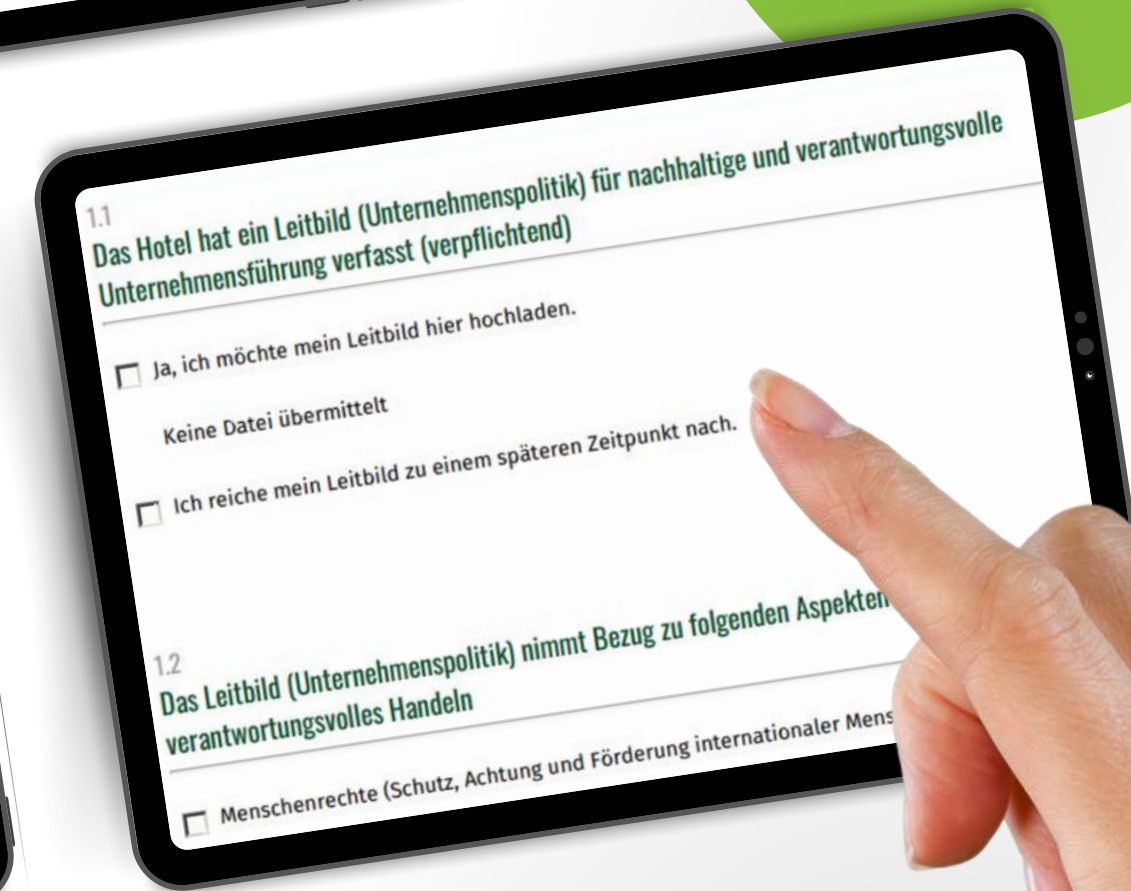 1.1
Das Hotel hat ein Leitbild (Unternehmenspolitik) für nachhaltige und verantwortungsvolle
Unternehmensführung verfasst (verpflichtend)
Ja, ich möchte mein Leitbild hier hochladen.
Keine Datei übermittelt
Ich reiche mein Leitbild zu einem späteren Zeitpunkt nach.
1.2
Das Leitbild (Unternehmenspolitik) nimmt Bezug zu folgenden Aspekten
verantwortungsvolles Handeln
Menschenrechte (Schutz, Achtung und Förderung internationaler Mens